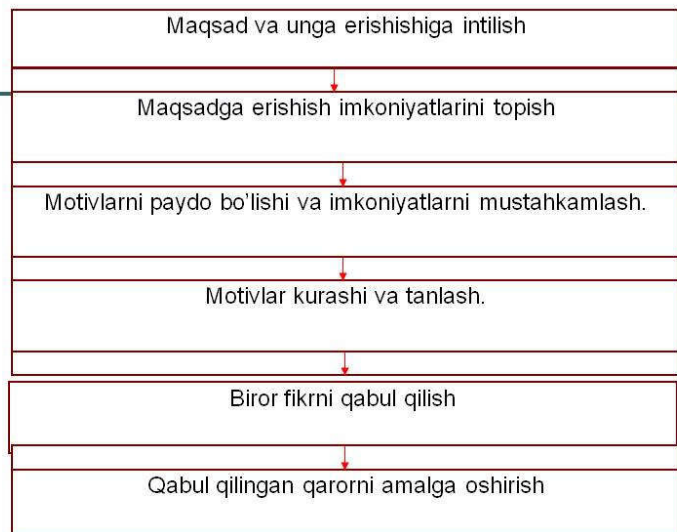 Maqsad va unga erishishiga intilish
Maqsadga erishish imkoniyatlarini topish
Motivlarni paydo bo’lishi va imkoniyatlarni mustahkamlash.
Motivlar kurashi va tanlash.
Biror fikrni qabul qilish
Qabul qilingan qarorni amalga oshirish